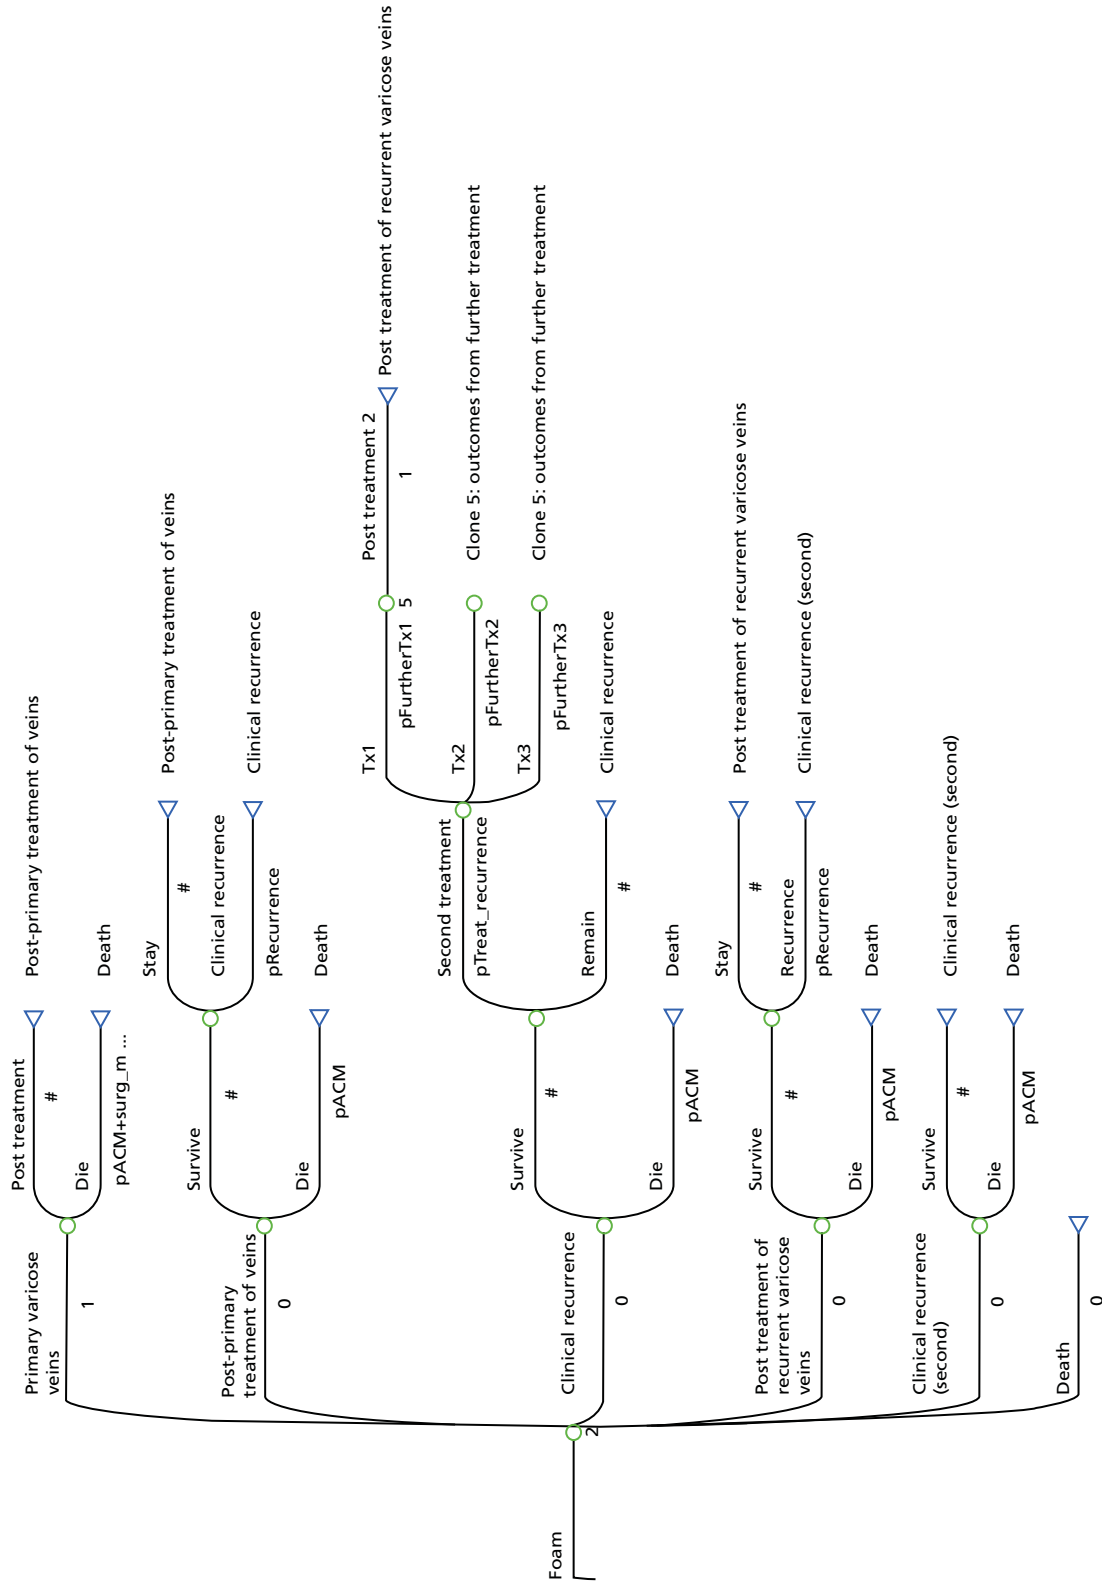 Foam
2
Primary varicose
veins
1
Post treatment
#
Post-primary treatment of veins
Die
pACM+surg_m ...
Death
Post-primary
treatment of veins
0
Survive
#
Stay
#
Post-primary treatment of veins
Clinical recurrence
pRecurrence
Clinical recurrence
Die
pACM
Death
Clinical recurrence
0
Survive
#
Second treatment
pTreat_recurrence
Tx1
pFurtherTx1
5
Post treatment 2
1
Post treatment of recurrent varicose veins
Tx2
pFurtherTx2
Clone 5: outcomes from further treatment
Tx3
pFurtherTx3
Clone 5: outcomes from further treatment
Remain
#
Clinical recurrence
Die
pACM
Death
Post treatment of
recurrent varicose
veins
0
Survive
#
Stay
#
Post treatment of recurrent varicose veins
Recurrence
pRecurrence
Clinical recurrence (second)
Die
pACM
Death
Clinical recurrence
(second)
0
Survive
#
Clinical recurrence (second)
Die
pACM
Death
Death
0